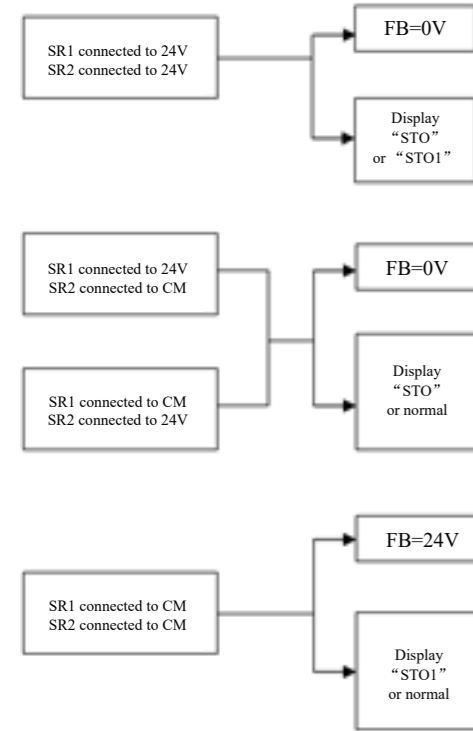 SR1 connected to 24V
SR2 connected to 24V
FB=0V
Display
“STO”
or “STO1”
SR1 connected to 24V
SR2 connected to CM
SR1 connected to CM
SR2 connected to 24V
FB=0V
Display
“STO”
or normal
SR1 connected to CM
SR2 connected to CM
FB=24V
Display
“STO1”
or normal